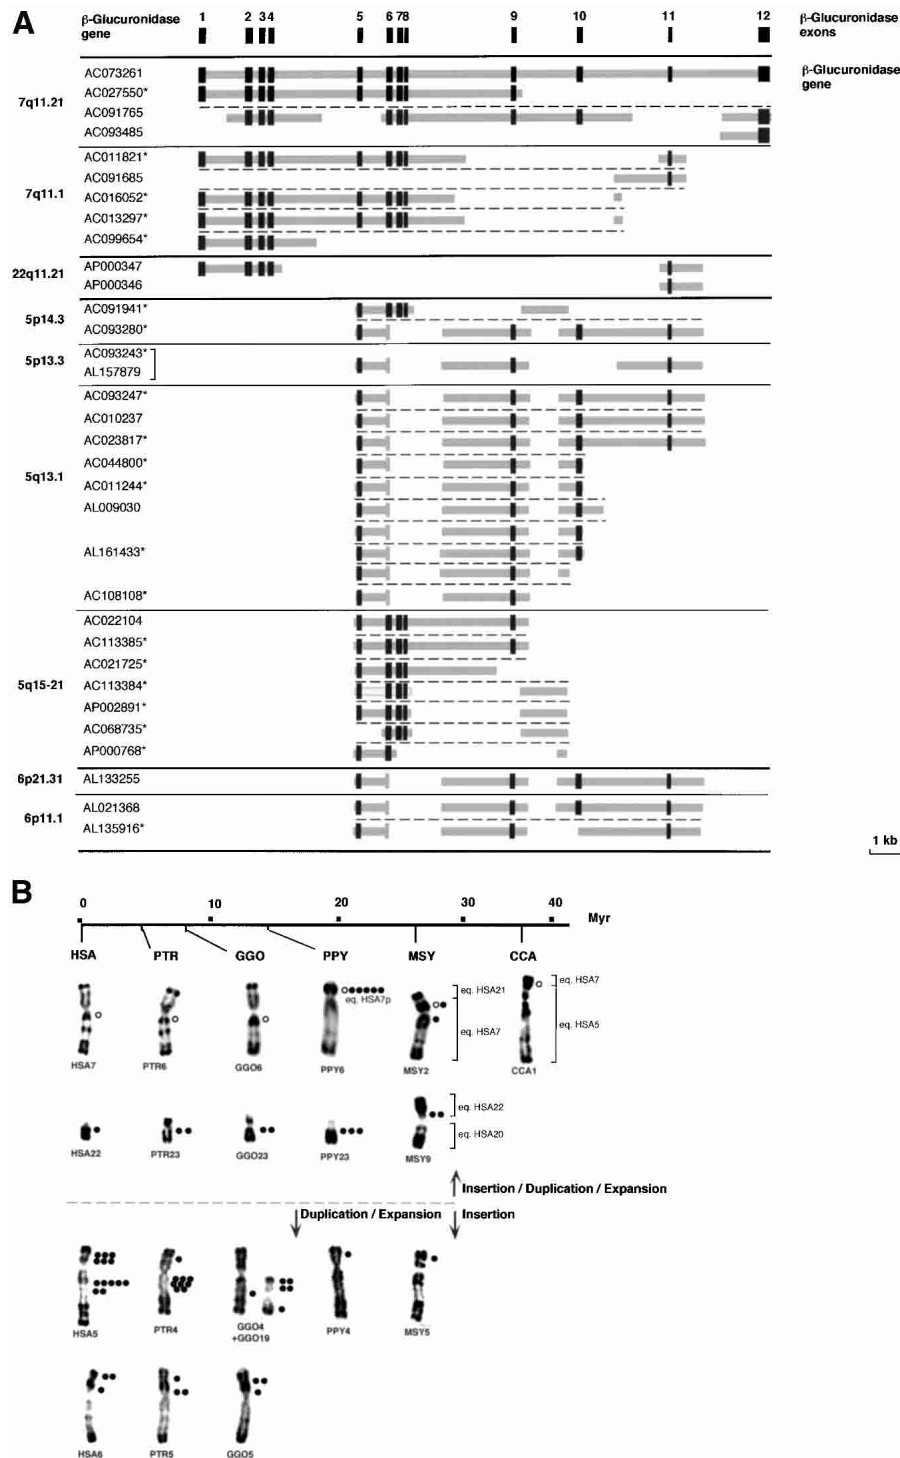 A
β-Glucuronidase gene
1 2 3 4 5 6 7 8 9 10 11 12
β-Glucuronidase exons
β-Glucuronidase gene
7q11.21
AC073261
AC027550*
AC091765
AC093485
7q11.1
AC011821*
AC091685
AC016052*
AC013297*
AC099654*
22q11.21
AP000347
AP000346
5p14.3
AC091941*
AC093280*
5p13.3
AC093243*
AL157879
5q13.1
AC093247*
AC010237
AC023817*
AC044800*
AC011244*
AL009030
AL161433*
AC108108*
5q15-21
AC022104
AC113385*
AC021725*
AC113384*
AP002891*
AC068735*
AP000768*
6p21.31
AL133255
6p11.1
AL021368
AL135916*
1 kb
B
0 10 20 30 40 Myr
HSA PTR GGO PPY MSY CCA
eq. HSA7p
eq. HSA21
eq. HSA7
eq. HSA7
eq. HSA5
HSA7 PTR6 GGO6 PPY6 MSY2 CCA1
eq. HSA22
eq. HSA20
HSA22 PTR23 GGO23 PPY23 MSY9
Insertion / Duplication / Expansion
Duplication / Expansion Insertion
HSA5 PTR4 GGO4 +GGO19 PPY4 MSY5
HSA6 PTR5 GGO5